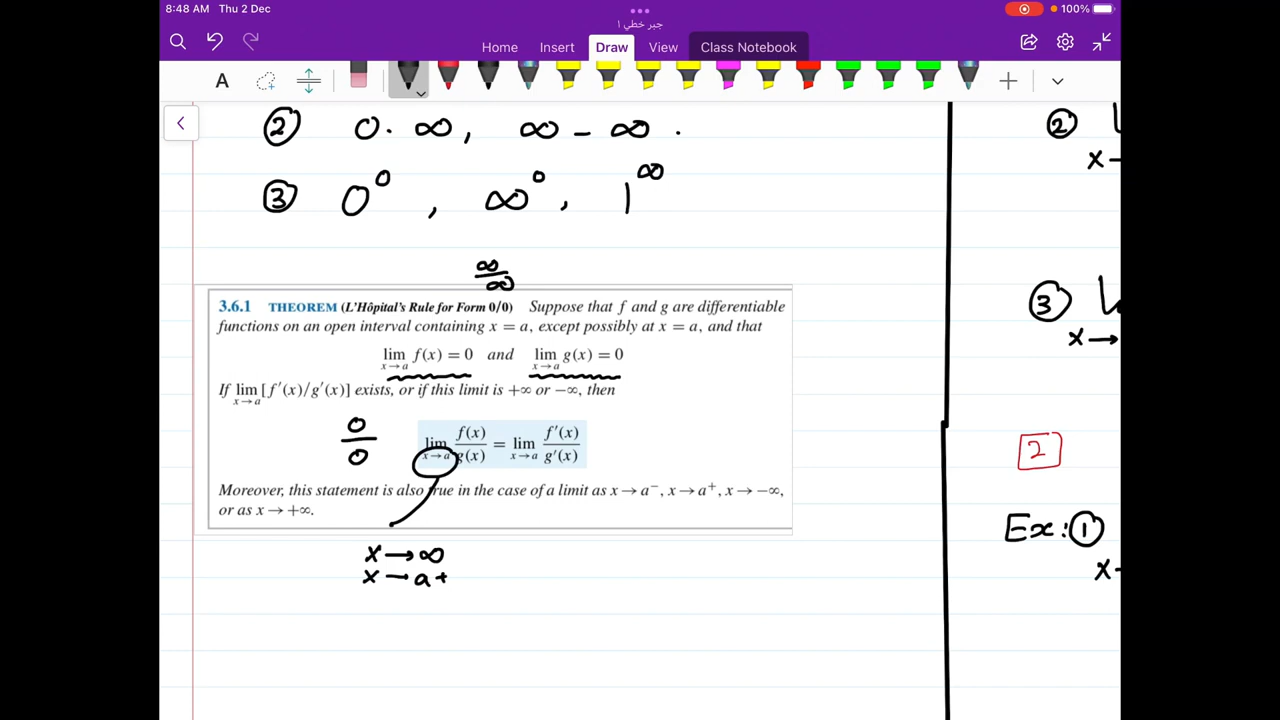 8:48 AM Thu 2 Dec
100%
جبر خطي ١
Home Insert Draw View Class Notebook
A
② 0 · ∞ , ∞ − ∞ .
③ 0⁰ , ∞⁰ , 1^∞
∞/∞
3.6.1 THEOREM (L'Hôpital's Rule for Form 0/0) Suppose that f and g are differentiable
functions on an open interval containing x = a, except possibly at x = a, and that
lim x→a f(x) = 0 and lim x→a g(x) = 0
If lim x→a [f′(x)/g′(x)] exists, or if this limit is +∞ or −∞, then
0/0
lim x→a f(x)/g(x) = lim x→a f′(x)/g′(x)
Moreover, this statement is also true in the case of a limit as x → a⁻, x → a⁺, x → −∞,
or as x → +∞.
x → ∞
x → a+
②
x –
③
x →
2
Ex: ①
x –